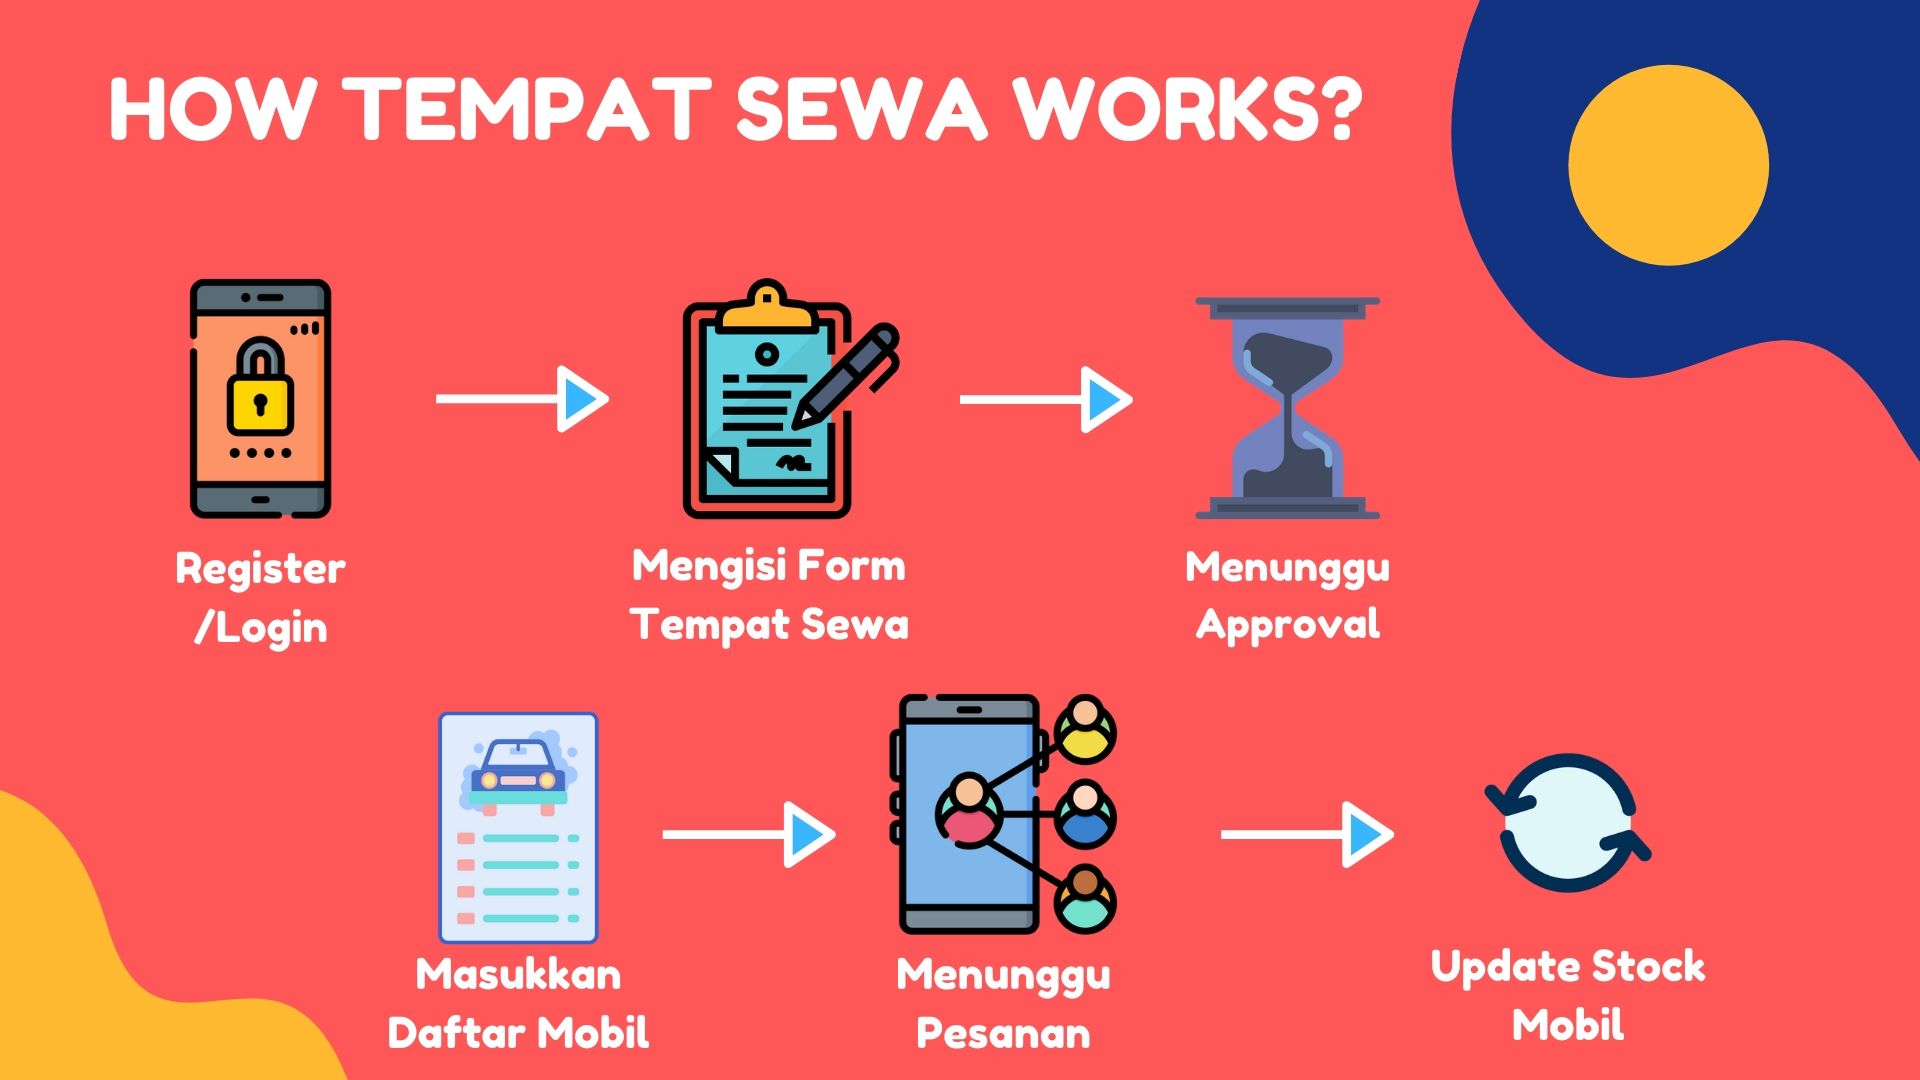 HOW TEMPAT SEWA WORKS?
Register
/Login
Mengisi Form
Tempat Sewa
Menunggu
Approval
Masukkan
Daftar Mobil
Menunggu
Pesanan
Update Stock
Mobil